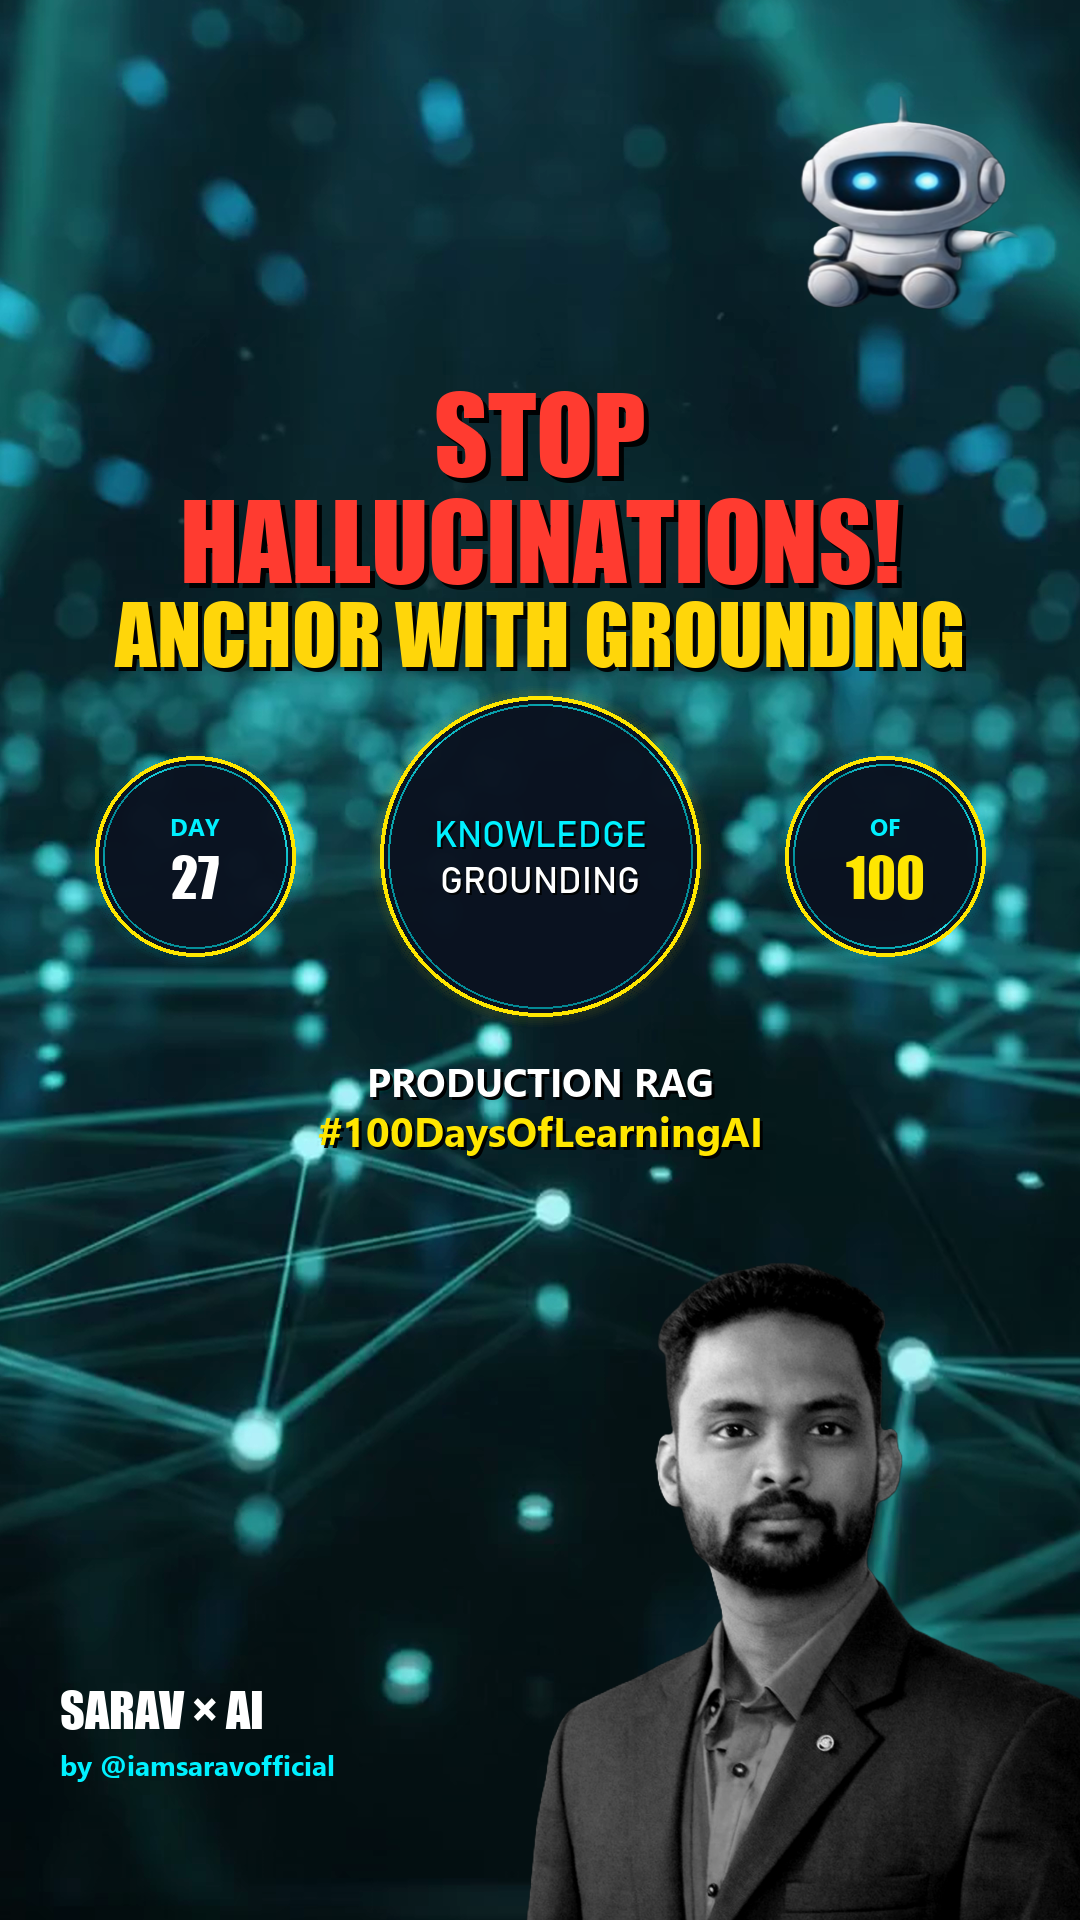 STOP
HALLUCINATIONS!
ANCHOR WITH GROUNDING
DAY
27
KNOWLEDGE
GROUNDING
OF
100
PRODUCTION RAG
#100DaysOfLearningAI
SARAV × AI
by @iamsaravofficial